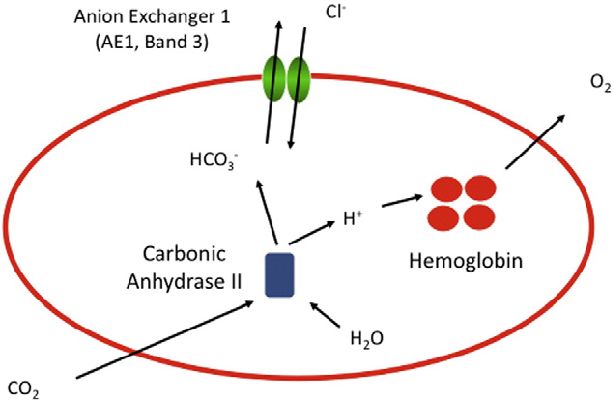 Anion Exchanger 1
(AE1, Band 3)
Cl⁻
O₂
HCO₃⁻
H⁺
Hemoglobin
Carbonic
Anhydrase II
H₂O
CO₂